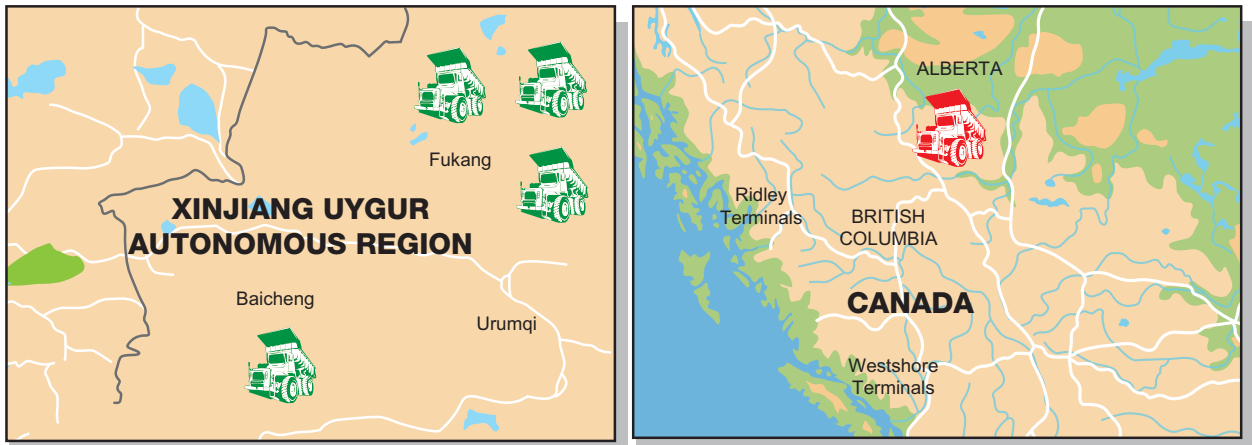 Fukang
XINJIANG UYGUR
AUTONOMOUS REGION
Baicheng
Urumqi
ALBERTA
Ridley
Terminals
BRITISH
COLUMBIA
CANADA
Westshore
Terminals